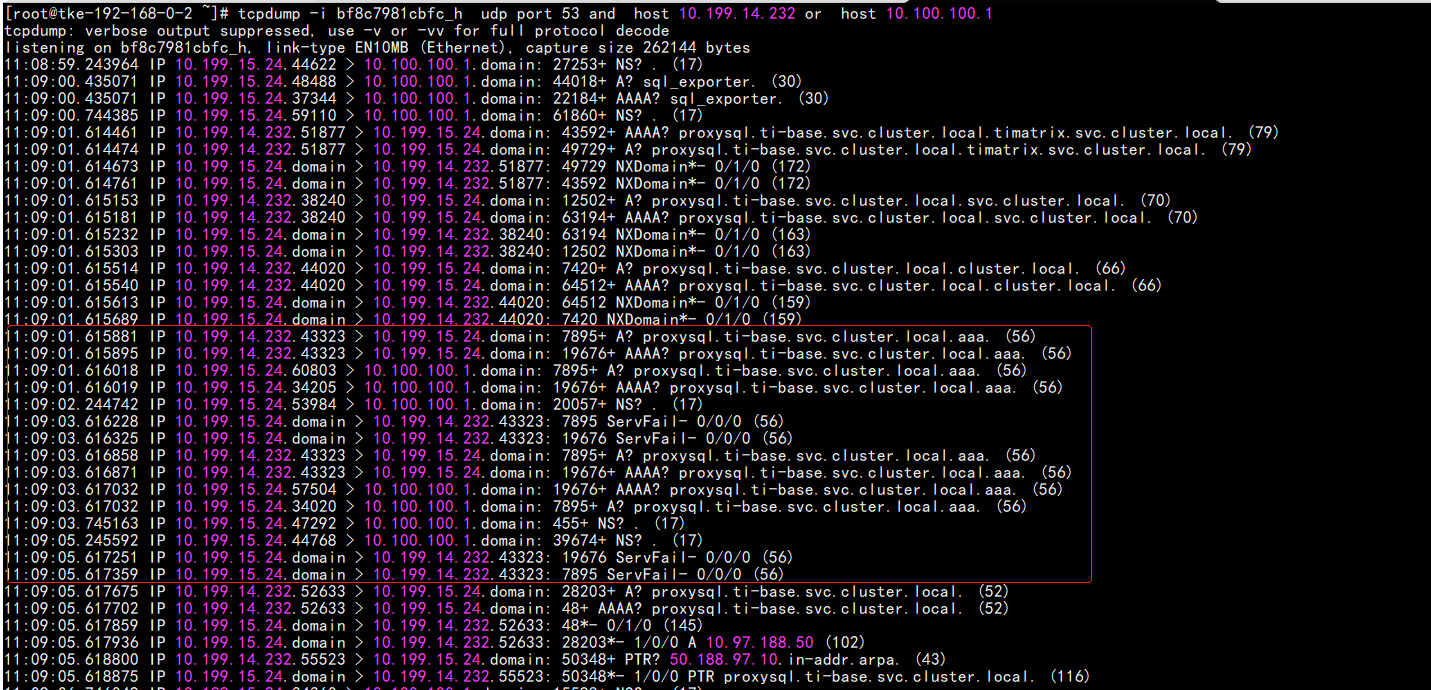 [root@tke-192-168-0-2 ~]# tcpdump -i bf8c7981cbfc_h  udp port 53 and  host 10.199.14.232 or  host 10.100.100.1
tcpdump: verbose output suppressed, use -v or -vv for full protocol decode
listening on bf8c7981cbfc_h, link-type EN10MB (Ethernet), capture size 262144 bytes
11:08:59.243964 IP 10.199.15.24.44622 > 10.100.100.1.domain: 27253+ NS? . (17)
11:09:00.435071 IP 10.199.15.24.48488 > 10.100.100.1.domain: 44018+ A? sql_exporter. (30)
11:09:00.435071 IP 10.199.15.24.37344 > 10.100.100.1.domain: 22184+ AAAA? sql_exporter. (30)
11:09:00.744385 IP 10.199.15.24.59110 > 10.100.100.1.domain: 61860+ NS? . (17)
11:09:01.614461 IP 10.199.14.232.51877 > 10.199.15.24.domain: 43592+ AAAA? proxysql.ti-base.svc.cluster.local.timatrix.svc.cluster.local. (79)
11:09:01.614474 IP 10.199.14.232.51877 > 10.199.15.24.domain: 49729+ A? proxysql.ti-base.svc.cluster.local.timatrix.svc.cluster.local. (79)
11:09:01.614673 IP 10.199.15.24.domain > 10.199.14.232.51877: 49729 NXDomain*- 0/1/0 (172)
11:09:01.614761 IP 10.199.15.24.domain > 10.199.14.232.51877: 43592 NXDomain*- 0/1/0 (172)
11:09:01.615153 IP 10.199.14.232.38240 > 10.199.15.24.domain: 12502+ A? proxysql.ti-base.svc.cluster.local.svc.cluster.local. (70)
11:09:01.615181 IP 10.199.14.232.38240 > 10.199.15.24.domain: 63194+ AAAA? proxysql.ti-base.svc.cluster.local.svc.cluster.local. (70)
11:09:01.615232 IP 10.199.15.24.domain > 10.199.14.232.38240: 63194 NXDomain*- 0/1/0 (163)
11:09:01.615303 IP 10.199.15.24.domain > 10.199.14.232.38240: 12502 NXDomain*- 0/1/0 (163)
11:09:01.615514 IP 10.199.14.232.44020 > 10.199.15.24.domain: 7420+ A? proxysql.ti-base.svc.cluster.local.cluster.local. (66)
11:09:01.615540 IP 10.199.14.232.44020 > 10.199.15.24.domain: 64512+ AAAA? proxysql.ti-base.svc.cluster.local.cluster.local. (66)
11:09:01.615613 IP 10.199.15.24.domain > 10.199.14.232.44020: 64512 NXDomain*- 0/1/0 (159)
11:09:01.615689 IP 10.199.15.24.domain > 10.199.14.232.44020: 7420 NXDomain*- 0/1/0 (159)
11:09:01.615881 IP 10.199.14.232.43323 > 10.199.15.24.domain: 7895+ A? proxysql.ti-base.svc.cluster.local.aaa. (56)
11:09:01.615895 IP 10.199.14.232.43323 > 10.199.15.24.domain: 19676+ AAAA? proxysql.ti-base.svc.cluster.local.aaa. (56)
11:09:01.616018 IP 10.199.15.24.60803 > 10.100.100.1.domain: 7895+ A? proxysql.ti-base.svc.cluster.local.aaa. (56)
11:09:01.616019 IP 10.199.15.24.34205 > 10.100.100.1.domain: 19676+ AAAA? proxysql.ti-base.svc.cluster.local.aaa. (56)
11:09:02.244742 IP 10.199.15.24.53984 > 10.100.100.1.domain: 20057+ NS? . (17)
11:09:03.616228 IP 10.199.15.24.domain > 10.199.14.232.43323: 7895 ServFail- 0/0/0 (56)
11:09:03.616325 IP 10.199.15.24.domain > 10.199.14.232.43323: 19676 ServFail- 0/0/0 (56)
11:09:03.616858 IP 10.199.14.232.43323 > 10.199.15.24.domain: 7895+ A? proxysql.ti-base.svc.cluster.local.aaa. (56)
11:09:03.616871 IP 10.199.14.232.43323 > 10.199.15.24.domain: 19676+ AAAA? proxysql.ti-base.svc.cluster.local.aaa. (56)
11:09:03.617032 IP 10.199.15.24.57504 > 10.100.100.1.domain: 19676+ AAAA? proxysql.ti-base.svc.cluster.local.aaa. (56)
11:09:03.617032 IP 10.199.15.24.34020 > 10.100.100.1.domain: 7895+ A? proxysql.ti-base.svc.cluster.local.aaa. (56)
11:09:03.745163 IP 10.199.15.24.47292 > 10.100.100.1.domain: 455+ NS? . (17)
11:09:05.245592 IP 10.199.15.24.44768 > 10.100.100.1.domain: 39674+ NS? . (17)
11:09:05.617251 IP 10.199.15.24.domain > 10.199.14.232.43323: 19676 ServFail- 0/0/0 (56)
11:09:05.617359 IP 10.199.15.24.domain > 10.199.14.232.43323: 7895 ServFail- 0/0/0 (56)
11:09:05.617675 IP 10.199.14.232.52633 > 10.199.15.24.domain: 28203+ A? proxysql.ti-base.svc.cluster.local. (52)
11:09:05.617702 IP 10.199.14.232.52633 > 10.199.15.24.domain: 48+ AAAA? proxysql.ti-base.svc.cluster.local. (52)
11:09:05.617859 IP 10.199.15.24.domain > 10.199.14.232.52633: 48*- 0/1/0 (145)
11:09:05.617936 IP 10.199.15.24.domain > 10.199.14.232.52633: 28203*- 1/0/0 A 10.97.188.50 (102)
11:09:05.618800 IP 10.199.14.232.55523 > 10.199.15.24.domain: 50348+ PTR? 50.188.97.10.in-addr.arpa. (43)
11:09:05.618875 IP 10.199.15.24.domain > 10.199.14.232.55523: 50348*- 1/0/0 PTR proxysql.ti-base.svc.cluster.local. (116)